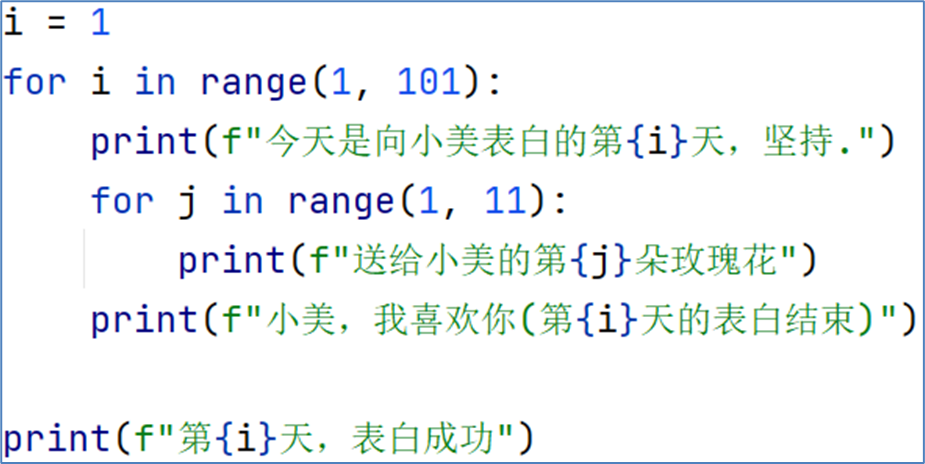 i = 1
for i in range(1, 101):
    print(f"今天是向小美表白的第{i}天，坚持.")
    for j in range(1, 11):
        print(f"送给小美的第{j}朵玫瑰花")
    print(f"小美，我喜欢你(第{i}天的表白结束)")
print(f"第{i}天，表白成功")